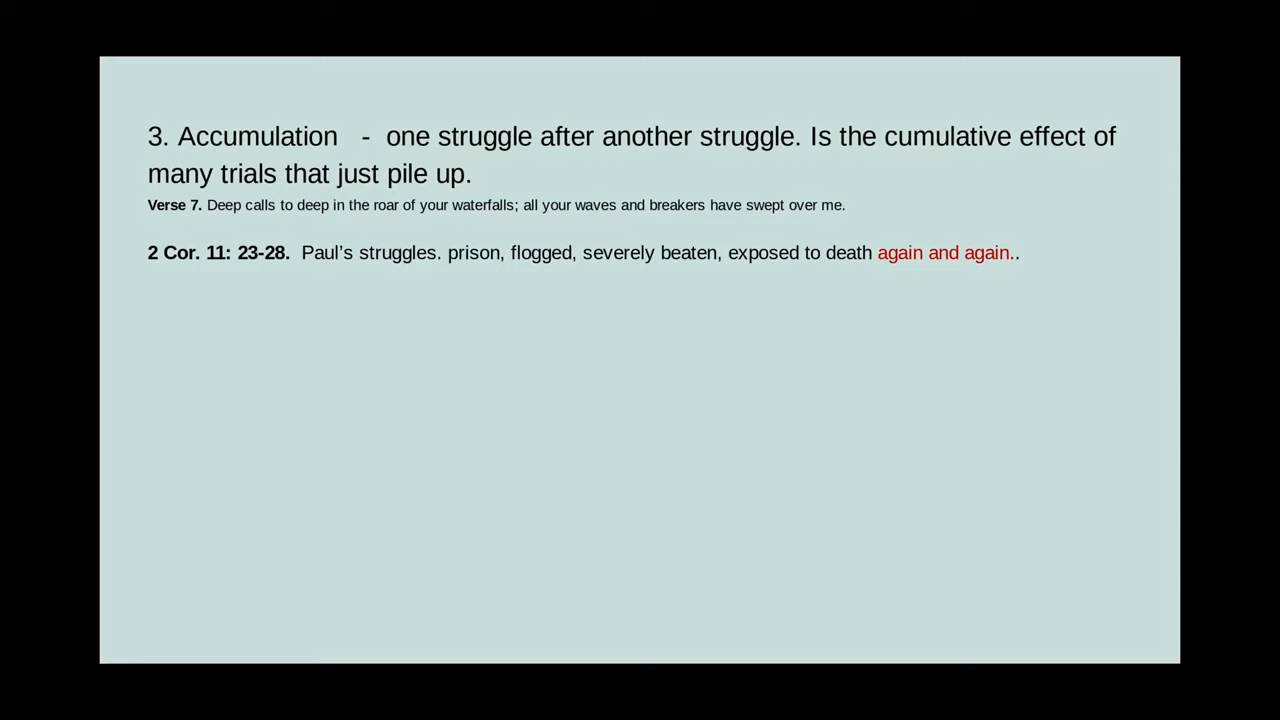 3. Accumulation - one struggle after another struggle. Is the cumulative effect of
many trials that just pile up.
Verse 7. Deep calls to deep in the roar of your waterfalls; all your waves and breakers have swept over me.
2 Cor. 11: 23-28. Paul’s struggles. prison, flogged, severely beaten, exposed to death again and again..